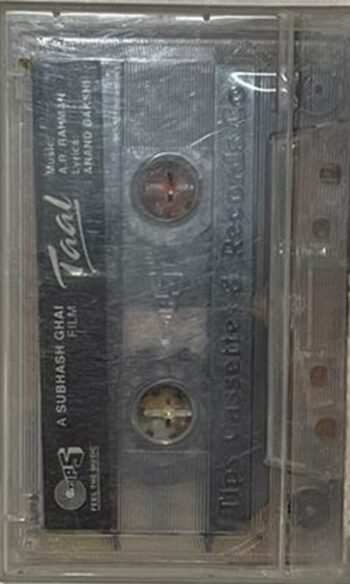 Tips
FEEL THE MUSIC
A SUBHASH GHAI
FILM
Taal
Music:
A.R. RAHMAN
Lyrics:
ANAND BAKSHI
Tips Cassettes & Records Co